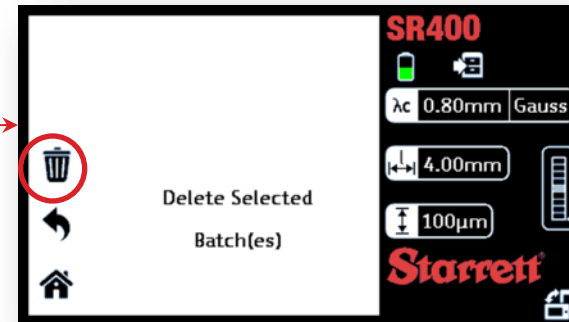 Delete Selected
Batch(es)
SR400
λc 0.80mm Gauss
L 4.00mm
100µm
Starrett